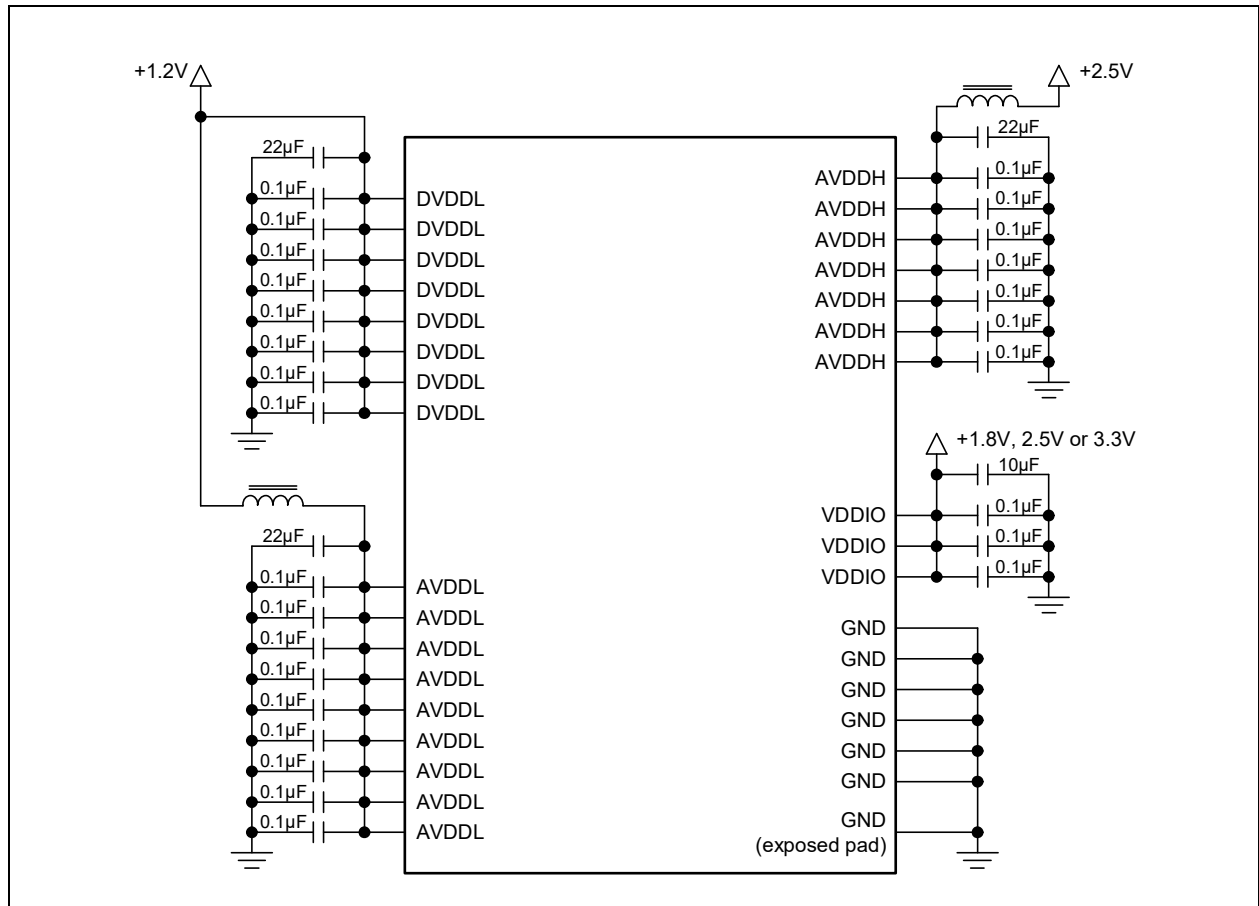 +1.2V
22µF
0.1µF
DVDDL
0.1µF
DVDDL
0.1µF
DVDDL
0.1µF
DVDDL
0.1µF
DVDDL
0.1µF
DVDDL
0.1µF
DVDDL
0.1µF
DVDDL
22µF
0.1µF
AVDDL
0.1µF
AVDDL
0.1µF
AVDDL
0.1µF
AVDDL
0.1µF
AVDDL
0.1µF
AVDDL
0.1µF
AVDDL
0.1µF
AVDDL
0.1µF
AVDDL
+2.5V
22µF
AVDDH
0.1µF
AVDDH
0.1µF
AVDDH
0.1µF
AVDDH
0.1µF
AVDDH
0.1µF
AVDDH
0.1µF
AVDDH
0.1µF
+1.8V, 2.5V or 3.3V
10µF
VDDIO
0.1µF
VDDIO
0.1µF
VDDIO
0.1µF
GND
GND
GND
GND
GND
GND
GND
(exposed pad)